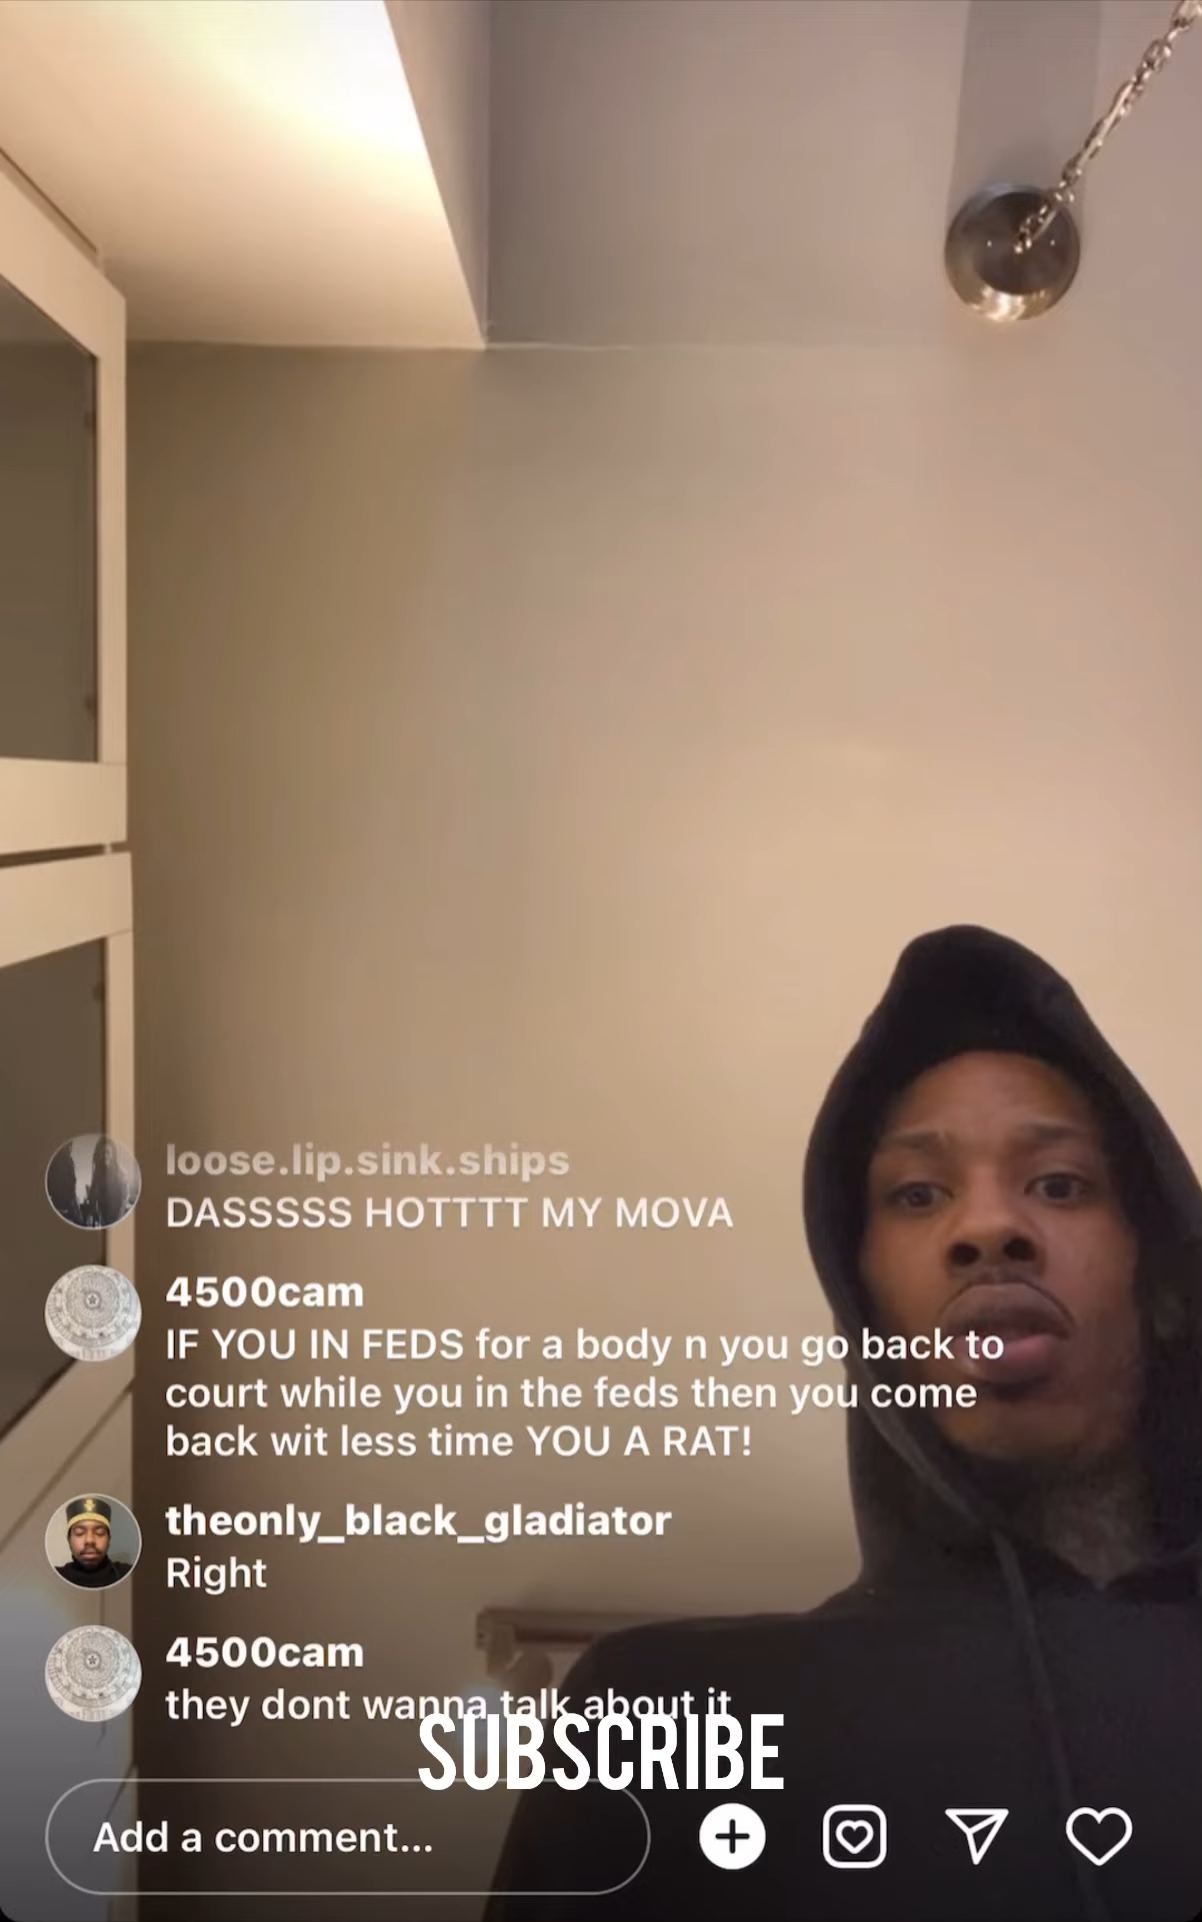 loose.lip.sink.ships
DASSSSS HOTTTT MY MOVA
4500cam
IF YOU IN FEDS for a body n you go back to
court while you in the feds then you come
back wit less time YOU A RAT!
theonly_black_gladiator
Right
4500cam
they dont wanna talk about it
SUBSCRIBE
Add a comment...